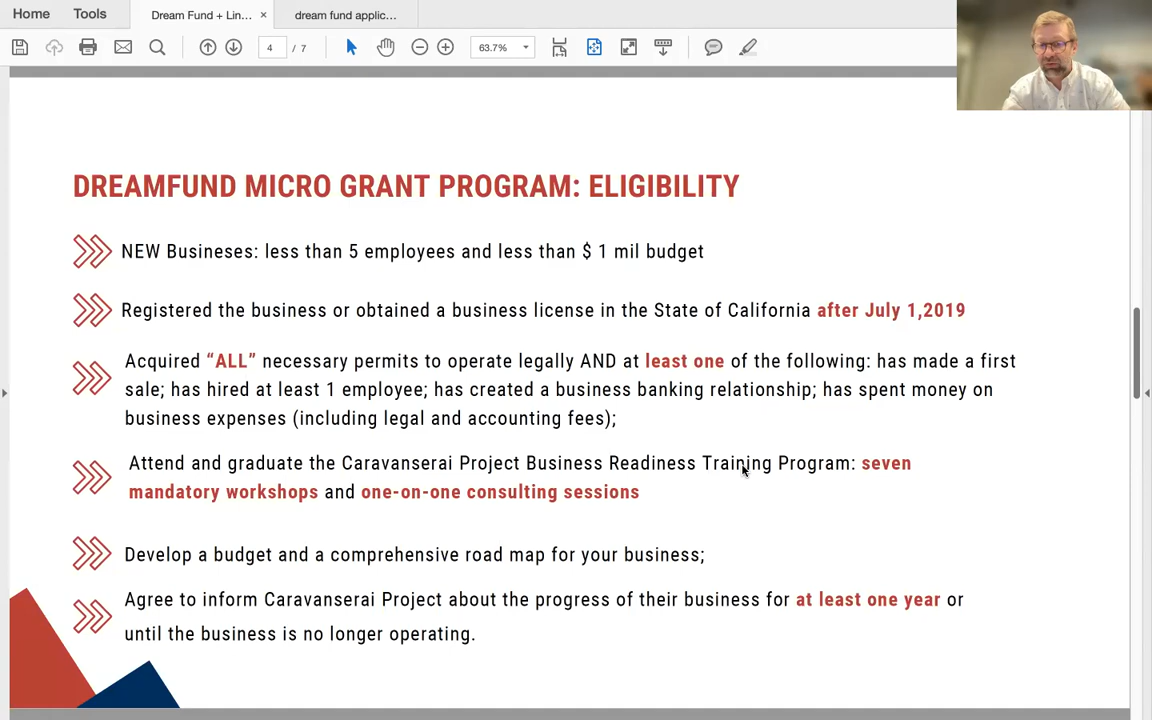 Home Tools Dream Fund + Lin... × dream fund applic...
4 / 7 63.7%
DREAMFUND MICRO GRANT PROGRAM: ELIGIBILITY
NEW Busineses: less than 5 employees and less than $ 1 mil budget
Registered the business or obtained a business license in the State of California after July 1,2019
Acquired “ALL” necessary permits to operate legally AND at least one of the following: has made a first
sale; has hired at least 1 employee; has created a business banking relationship; has spent money on
business expenses (including legal and accounting fees);
Attend and graduate the Caravanserai Project Business Readiness Training Program: seven
mandatory workshops and one-on-one consulting sessions
Develop a budget and a comprehensive road map for your business;
Agree to inform Caravanserai Project about the progress of their business for at least one year or
until the business is no longer operating.